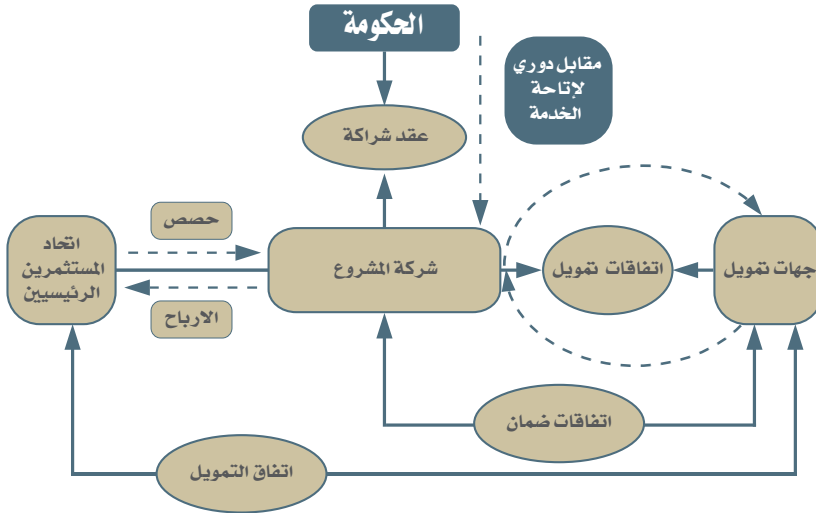 الحكومة
مقابل دوري
لإتاحة
الخدمة
عقد شراكة
حصص
اتحاد
المستثمرين
الرئيسيين
شركة المشروع
اتفاقات تمويل
جهات تمويل
الارباح
اتفاقات ضمان
اتفاق التمويل